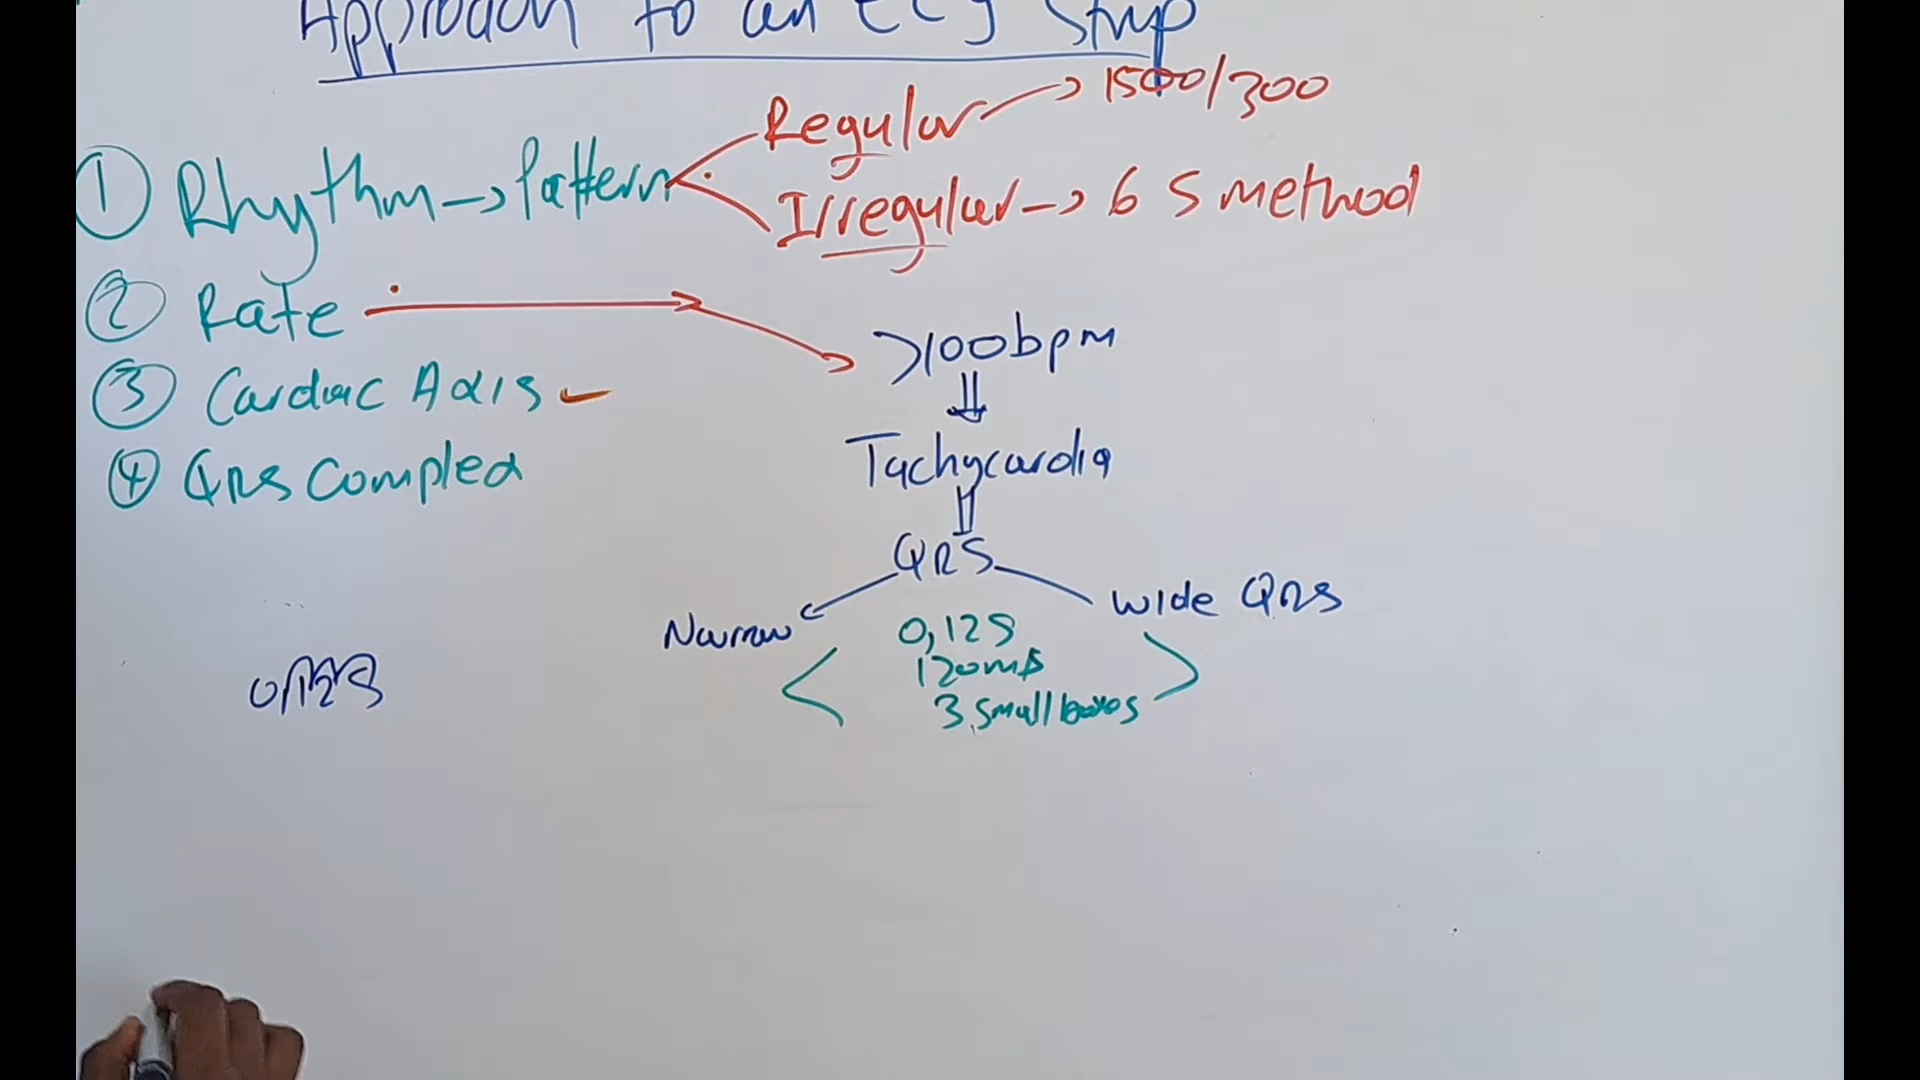 Approach to an ECG strip
① Rhythm → Pattern
Regular → 1500/300
Irregular → 6 S method
② Rate → >100bpm
③ Cardiac Axis
④ QRS Complex
Tachycardia
QRS
Narrow
Wide QRS
< 0,12S >
120ms
3 small boxes
0,12S